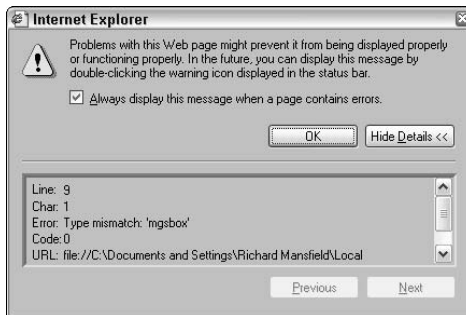 Internet Explorer
Problems with this Web page might prevent it from being displayed properly
or functioning properly. In the future, you can display this message by
double-clicking the warning icon displayed in the status bar.
Always display this message when a page contains errors.
OK
Hide Details <<
Line: 9
Char: 1
Error: Type mismatch: 'mgsbox'
Code: 0
URL: file://C:\Documents and Settings\Richard Mansfield\Local
Previous
Next